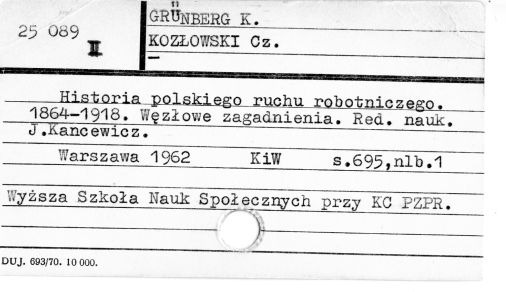 GRÜNBERG K.
25 089 II
KOZŁOWSKI Cz.
Historia polskiego ruchu robotniczego.
1864-1918. Węzłowe zagadnienia. Red. nauk.
J.Kancewicz.
Warszawa 1962 KiW s.695,nlb.1
Wyższa Szkoła Nauk Społecznych przy KC PZPR.
DUJ. 693/70. 10 000.